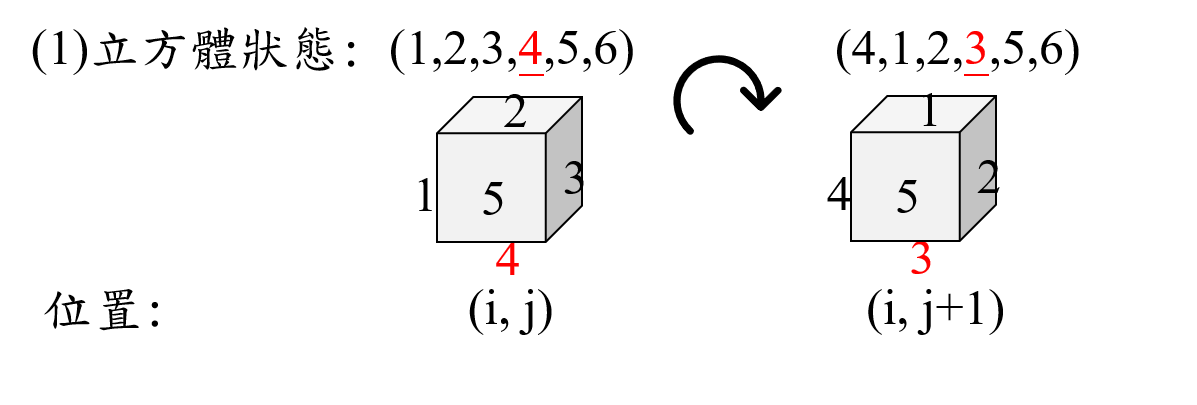 (1)立方體狀態：(1,2,3,4,5,6) (4,1,2,3,5,6)
2 1
1 5 3 4 5 2
4 3
位置： (i, j) (i, j+1)